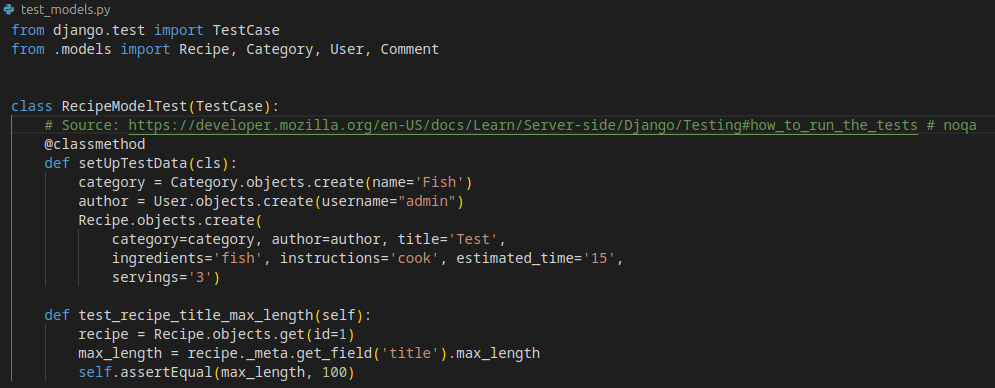 test_models.py
from django.test import TestCase
from .models import Recipe, Category, User, Comment
class RecipeModelTest(TestCase):
# Source: https://developer.mozilla.org/en-US/docs/Learn/Server-side/Django/Testing#how_to_run_the_tests # noqa
@classmethod
def setUpTestData(cls):
category = Category.objects.create(name='Fish')
author = User.objects.create(username="admin")
Recipe.objects.create(
category=category, author=author, title='Test',
ingredients='fish', instructions='cook', estimated_time='15',
servings='3')
def test_recipe_title_max_length(self):
recipe = Recipe.objects.get(id=1)
max_length = recipe._meta.get_field('title').max_length
self.assertEqual(max_length, 100)